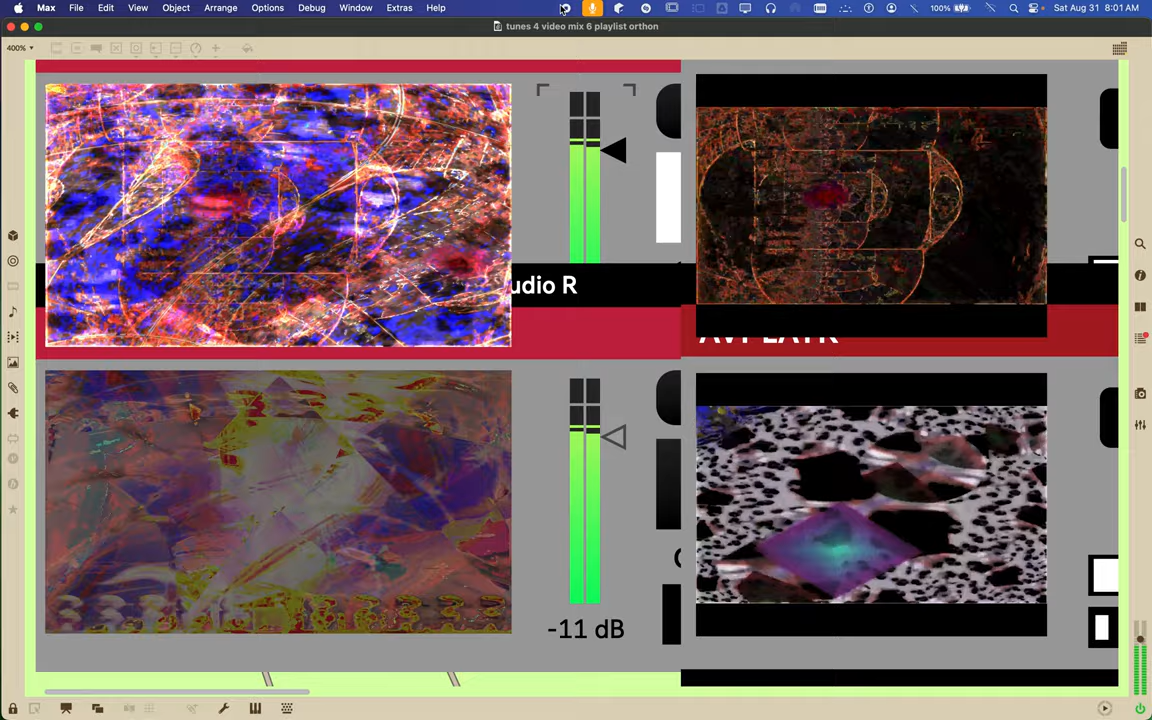 Max File Edit View Object Arrange Options Debug Window Extras Help
100% Sat Aug 31 8:01 AM
tunes 4 video mix 6 playlist orthon
400%
udio R
-11 dB